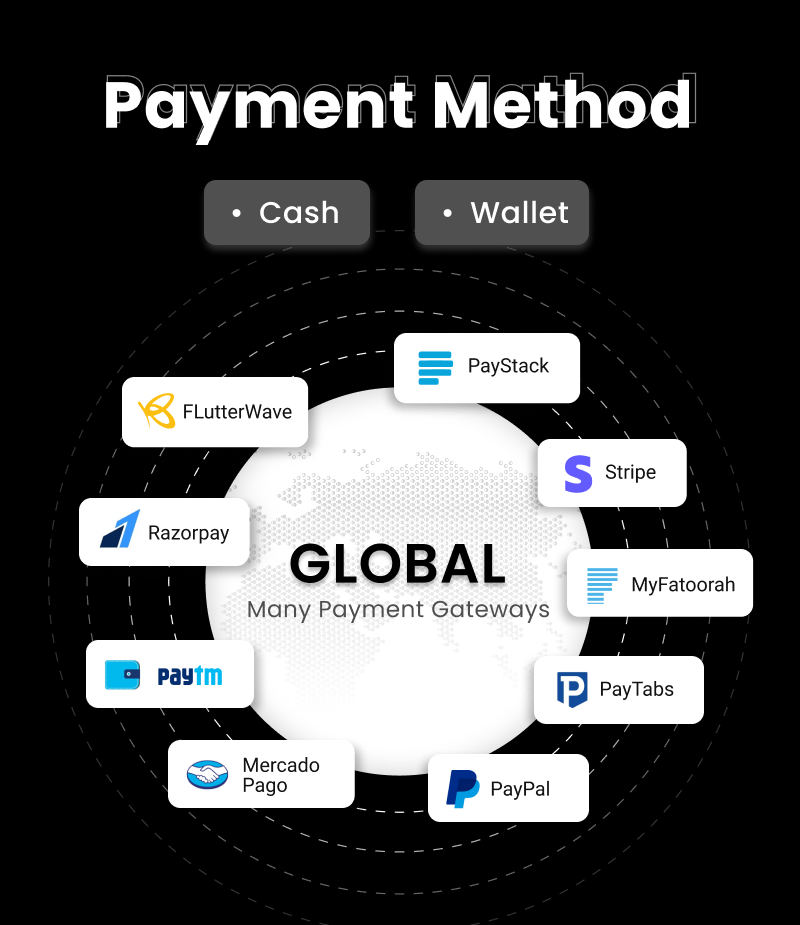 Payment Method
• Cash
• Wallet
PayStack
FLutterWave
Stripe
Razorpay
GLOBAL
Many Payment Gateways
MyFatoorah
paytm
PayTabs
Mercado
Pago
PayPal